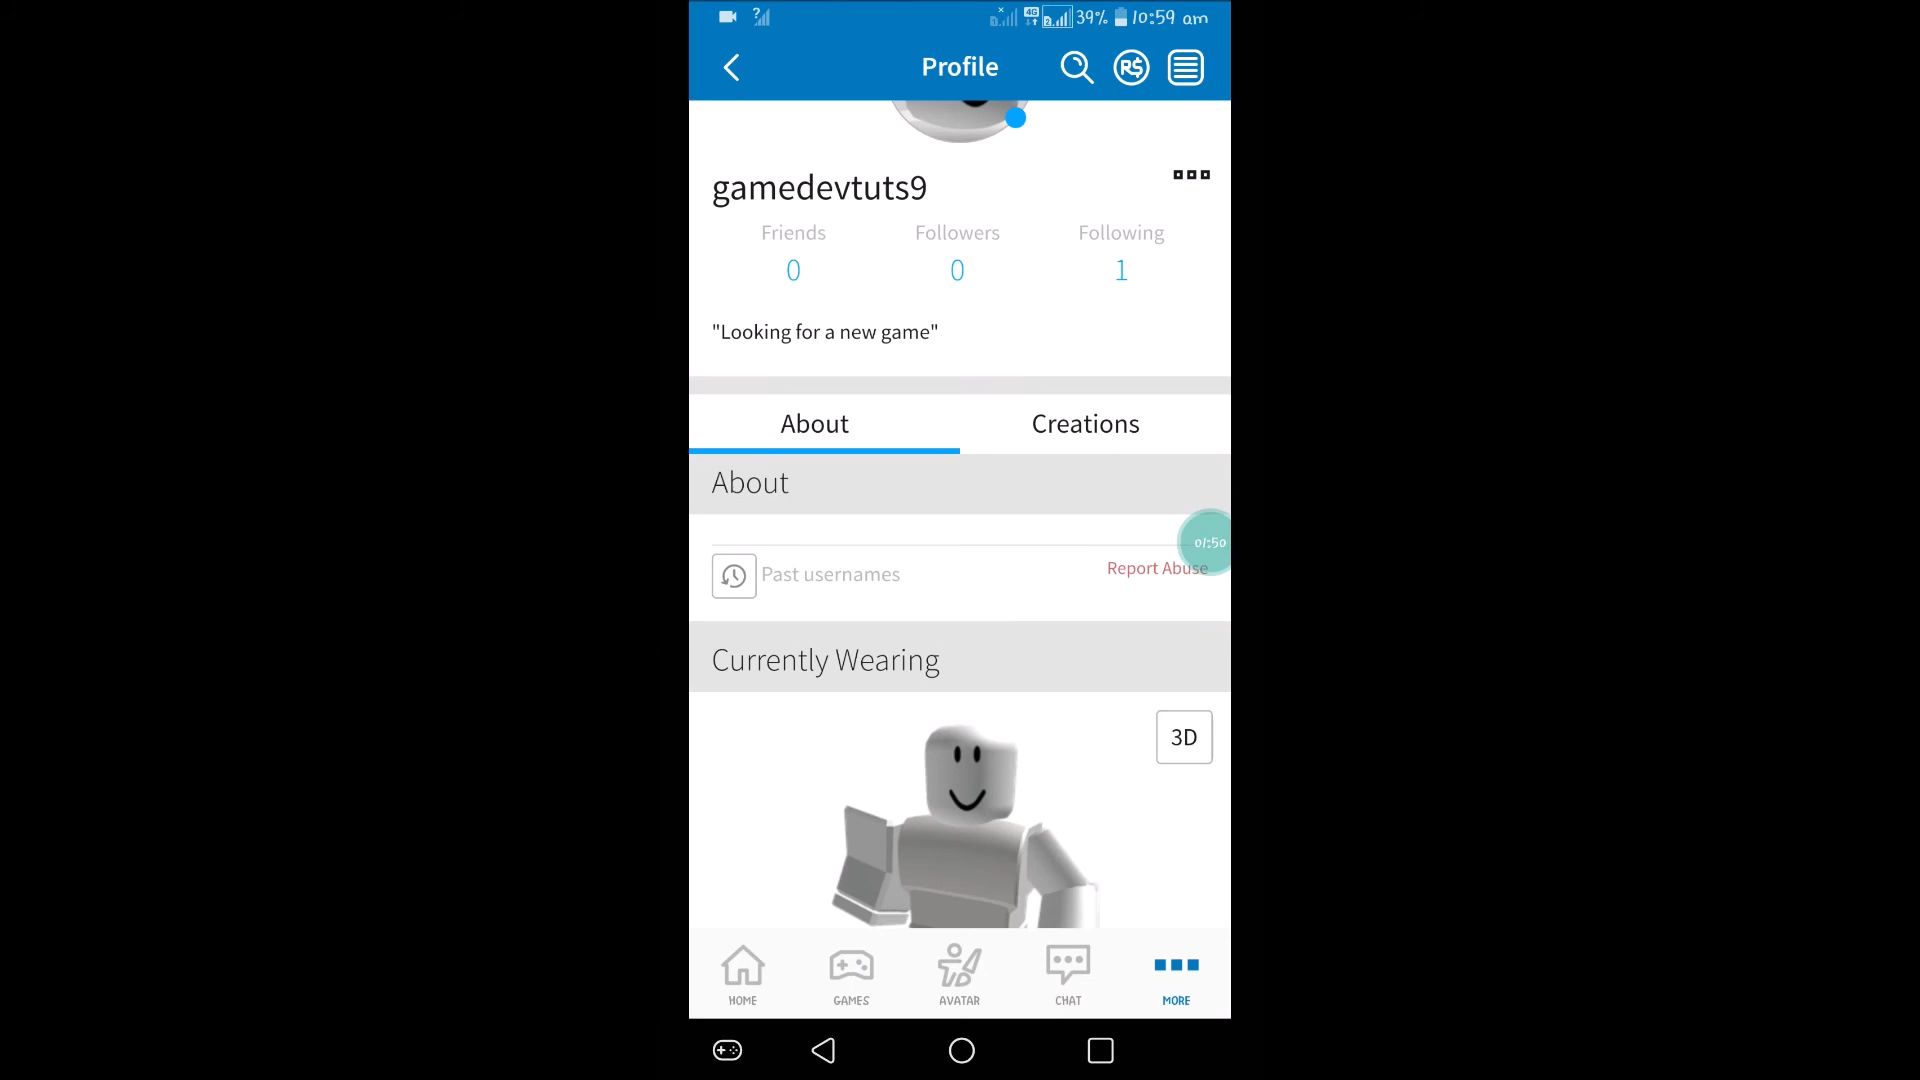 39% 10:59 am
Profile
R$
gamedevtuts9
Friends Followers Following
0 0 1
"Looking for a new game"
About Creations
About
01:50
Past usernames Report Abuse
Currently Wearing
3D
HOME GAMES AVATAR CHAT MORE